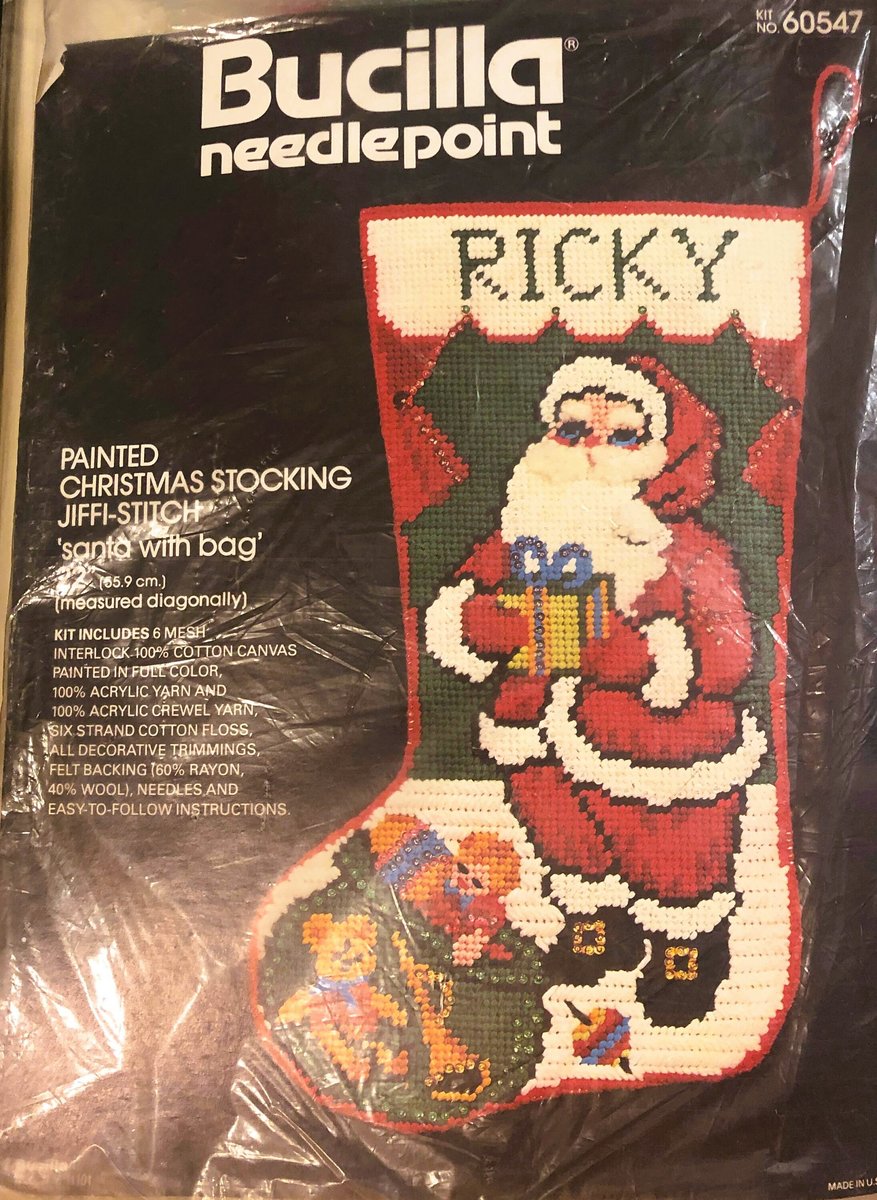 KIT
NO. 60547
Bucilla®
needlepoint
RICKY
PAINTED
CHRISTMAS STOCKING
JIFFI-STITCH
'santa with bag'
(55.9 cm.)
(measured diagonally)
KIT INCLUDES 6 MESH
INTERLOCK 100% COTTON CANVAS
PAINTED IN FULL COLOR,
100% ACRYLIC YARN AND
100% ACRYLIC CREWEL YARN,
SIX STRAND COTTON FLOSS,
ALL DECORATIVE TRIMMINGS,
FELT BACKING (60% RAYON,
40% WOOL), NEEDLES AND
EASY-TO-FOLLOW INSTRUCTIONS.
MADE IN U.S